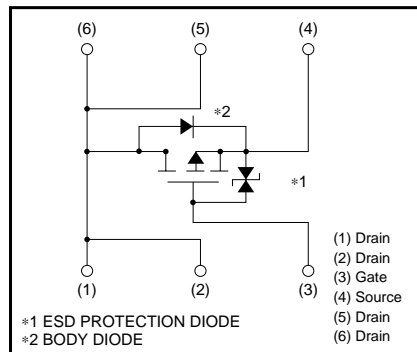 (6) (5) (4)
∗2
∗1
(1) (2) (3)
(1) Drain
(2) Drain
(3) Gate
(4) Source
(5) Drain
(6) Drain
∗1 ESD PROTECTION DIODE
∗2 BODY DIODE